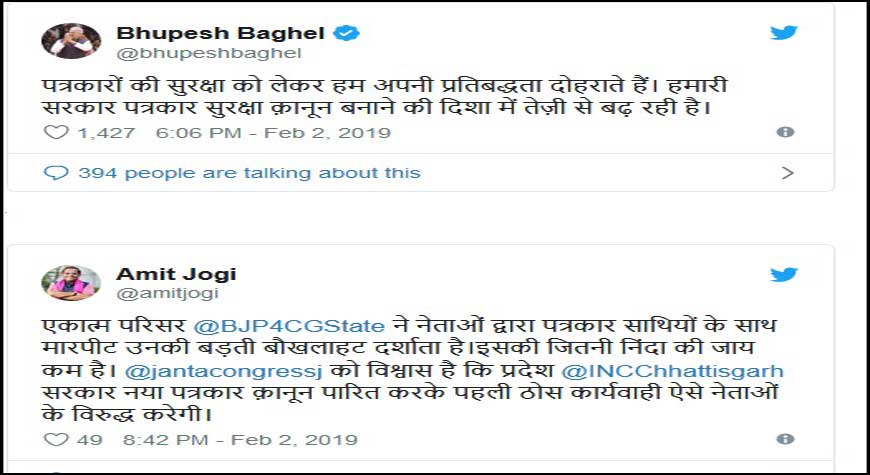 Bhupesh Baghel
@bhupeshbaghel
पत्रकारों की सुरक्षा को लेकर हम अपनी प्रतिबद्धता दोहराते हैं। हमारी
सरकार पत्रकार सुरक्षा क़ानून बनाने की दिशा में तेज़ी से बढ़ रही है।
1,427 6:06 PM - Feb 2, 2019
394 people are talking about this
Amit Jogi
@amitjogi
एकात्म परिसर @BJP4CGState ने नेताओं द्वारा पत्रकार साथियों के साथ
मारपीट उनकी बड़ती बौखलाहट दर्शाता है।इसकी जितनी निंदा की जाय
कम है। @jantacongressj को विश्वास है कि प्रदेश @INCChhattisgarh
सरकार नया पत्रकार क़ानून पारित करके पहली ठोस कार्यवाही ऐसे नेताओं
के विरुद्ध करेगी।
49 8:42 PM - Feb 2, 2019